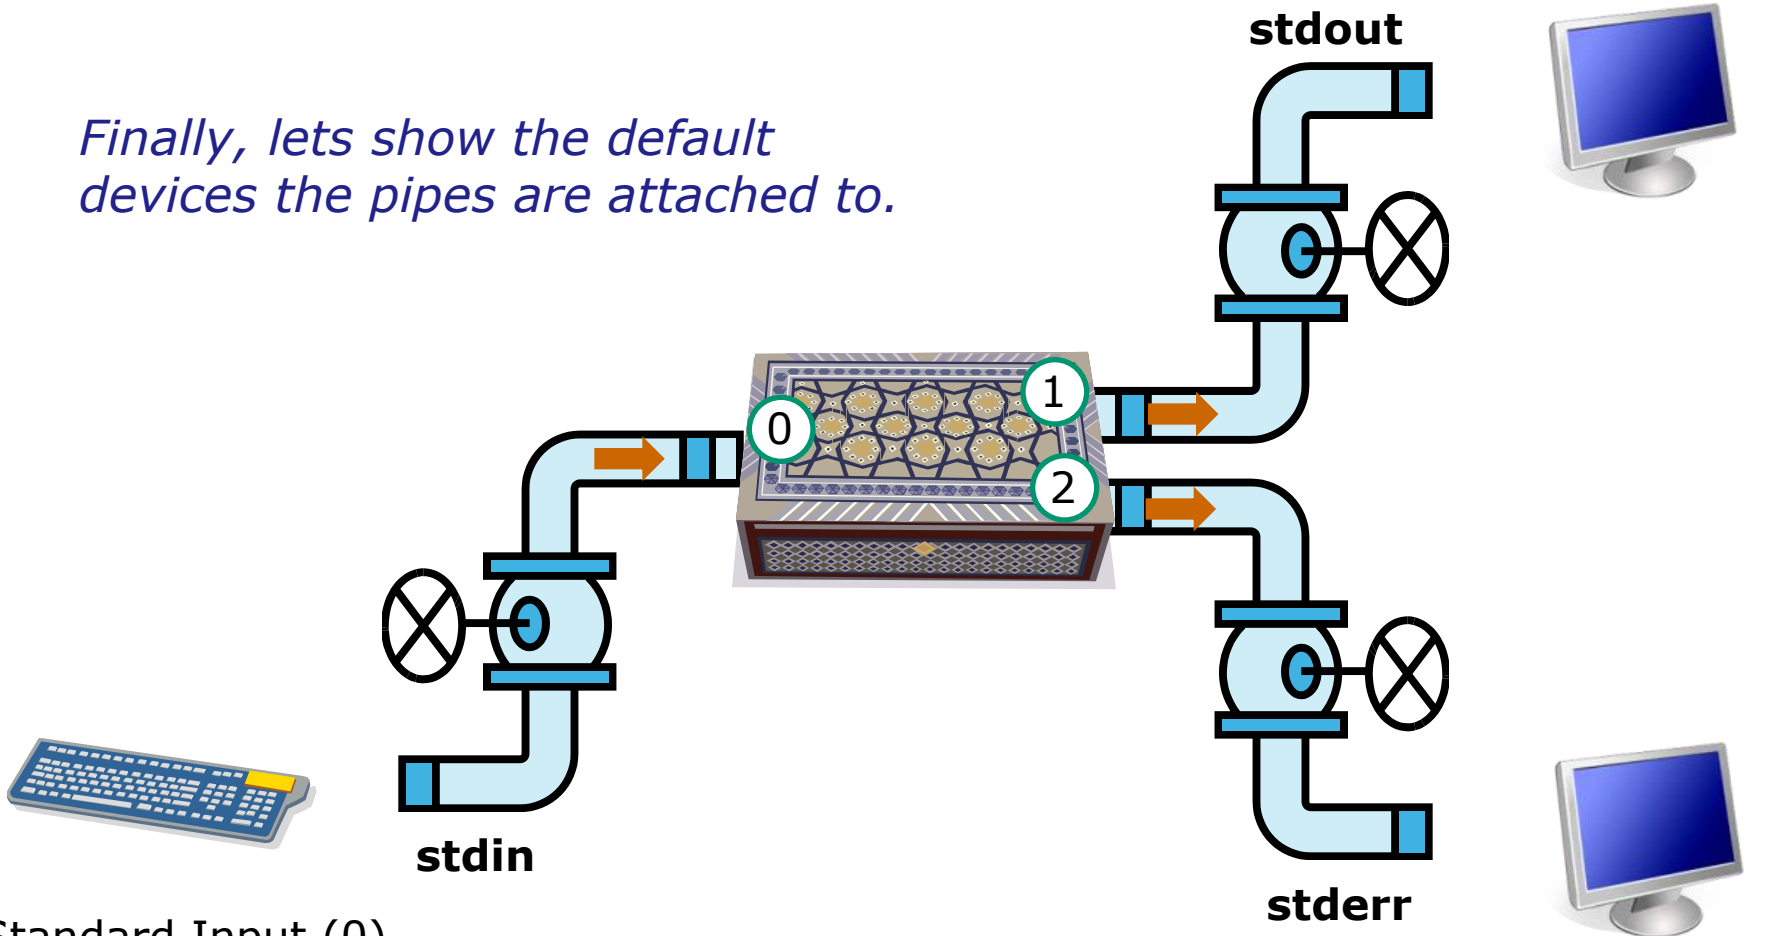 stdout
Finally, lets show the default
devices the pipes are attached to.
1
0
2
stdin
stderr
Standard Input (0)